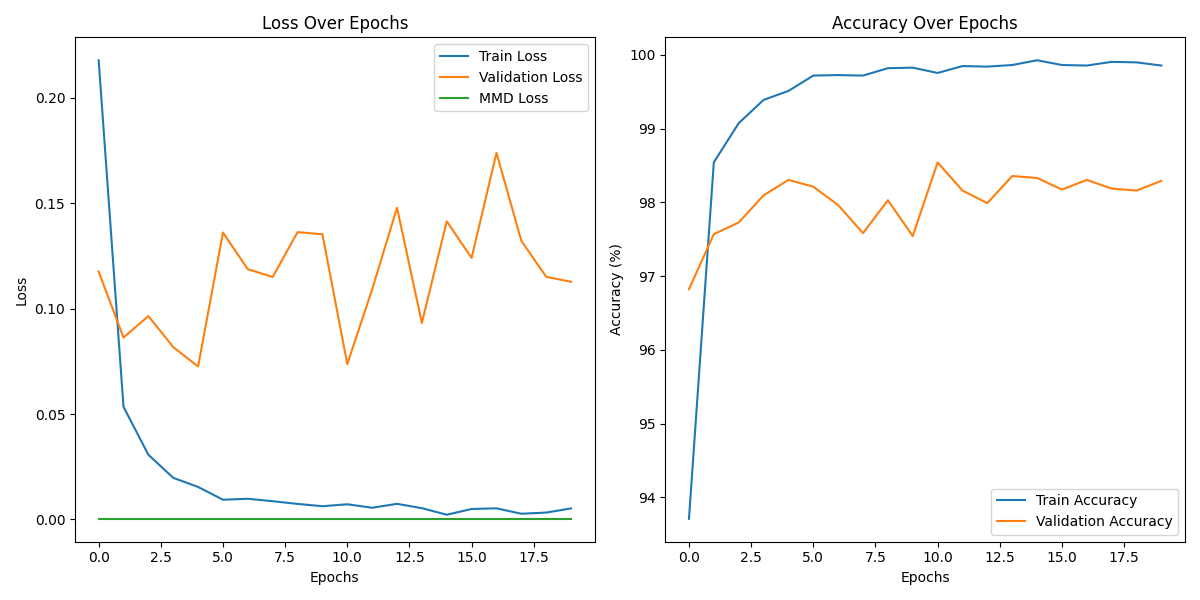 Loss Over Epochs
Train Loss
Validation Loss
MMD Loss
0.20
0.15
0.10
0.05
0.00
Loss
0.0 2.5 5.0 7.5 10.0 12.5 15.0 17.5
Epochs
Accuracy Over Epochs
100
99
98
97
96
95
94
Accuracy (%)
Train Accuracy
Validation Accuracy
0.0 2.5 5.0 7.5 10.0 12.5 15.0 17.5
Epochs